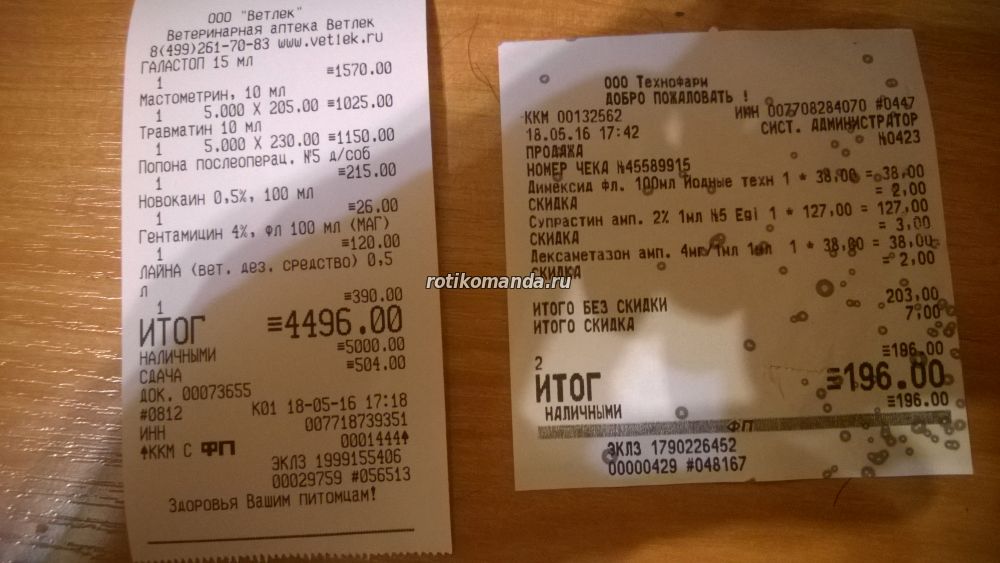 ООО "Ветлек"
Ветеринарная аптека Ветлек
8(499)261-70-83 www.vetlek.ru
ГАЛАСТОП 15 мл
1 ≡1570.00
Мастометрин, 10 мл
1 5.000 X 205.00 ≡1025.00
Травматин 10 мл
1 5.000 X 230.00 ≡1150.00
Попона послеоперац. №5 д/соб
1 ≡215.00
Новокаин 0,5%, 100 мл
1 ≡26.00
Гентамицин 4%, фл 100 мл (МАГ)
1 ≡120.00
ЛАЙНА (вет. дез. средство) 0,5
л
1 ≡390.00
ИТОГ ≡4496.00
НАЛИЧНЫМИ ≡5000.00
СДАЧА ≡504.00
ДОК. 00073655
#0812 К01 18-05-16 17:18
ИНН 007718739351
↑ККМ С ФП 0001444↑
ЭКЛЗ 1999155406
00029759 #056513
Здоровья Вашим питомцам!
ООО Технофарм
ДОБРО ПОЖАЛОВАТЬ !
ККМ 00132562 ИНН 007708284070 #0447
18.05.16 17:42 СИСТ. АДМИНИСТРАТОР
ПРОДАЖА №0423
НОМЕР ЧЕКА №45589915
Димексид фл. 100мл Йодные техн 1 * 38,00 = 38,00
СКИДКА = 2,00
Супрастин амп. 2% 1мл №5 Egi 1 * 127,00 = 127,00
СКИДКА = 3,00
Дексаметазон амп. 4мг/1мл 1мл 1 * 38,00 = 38,00
СКИДКА = 2,00
ИТОГО БЕЗ СКИДКИ 203,00
ИТОГО СКИДКА 7,00
2 ≡196.00
ИТОГ ≡196.00
НАЛИЧНЫМИ ≡196.00
ФП
ЭКЛЗ 1790226452
00000429 #048167
rotikomanda.ru